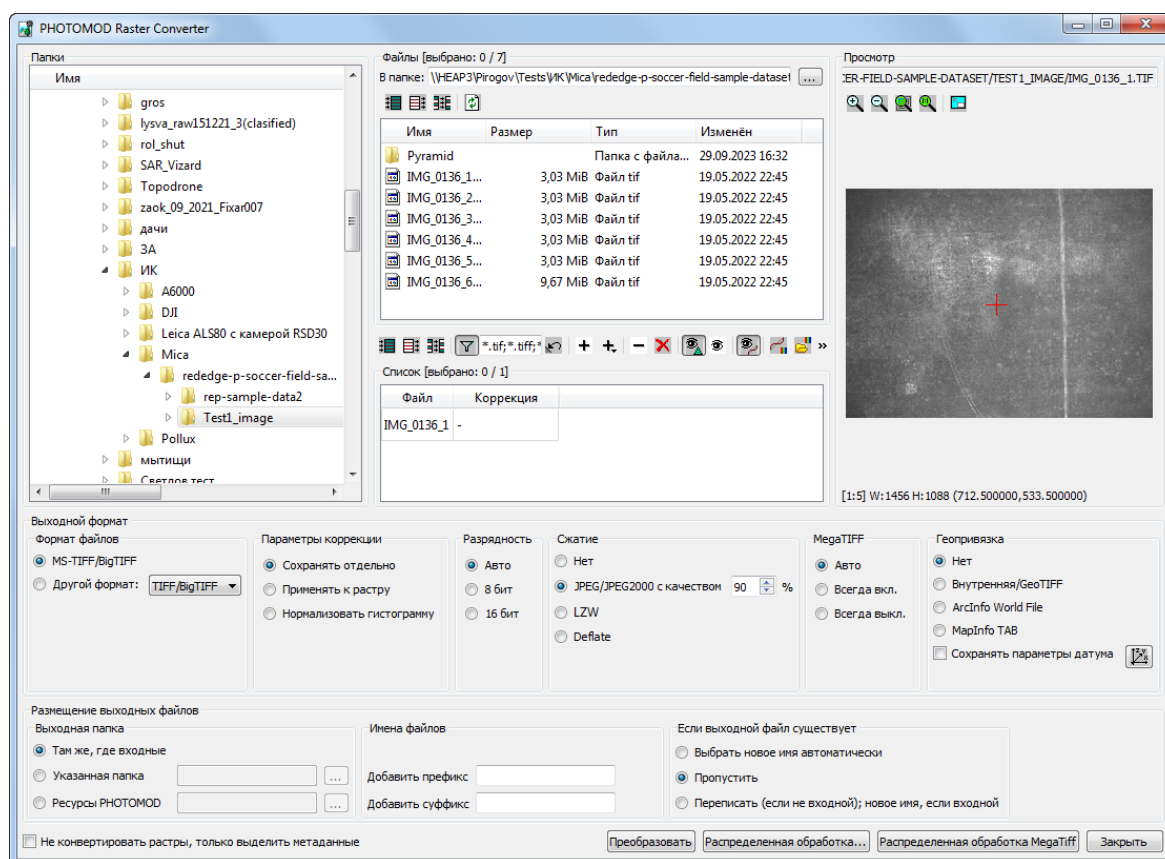 PHOTOMOD Raster Converter
Папки
Имя
gros
lysva_raw151221_3(clasified)
rol_shut
SAR_Vizard
Topodrone
zaok_09_2021_Fixar007
дачи
ЗА
ИК
A6000
DJI
Leica ALS80 с камерой RSD30
Mica
rededge-p-soccer-field-sa...
rep-sample-data2
Test1_image
Pollux
мытищи
Светлов тест
Файлы [выбрано: 0 / 7]
В папке: \\HEAP3\Pirogov\Tests\ИК\Mica\rededge-p-soccer-field-sample-dataset ...
Имя Размер Тип Изменён
Pyramid Папка с файла... 29.09.2023 16:32
IMG_0136_1... 3,03 MiB Файл tif 19.05.2022 22:45
IMG_0136_2... 3,03 MiB Файл tif 19.05.2022 22:45
IMG_0136_3... 3,03 MiB Файл tif 19.05.2022 22:45
IMG_0136_4... 3,03 MiB Файл tif 19.05.2022 22:45
IMG_0136_5... 3,03 MiB Файл tif 19.05.2022 22:45
IMG_0136_6... 9,67 MiB Файл tif 19.05.2022 22:45
*.tif;*.tiff;*
Список [выбрано: 0 / 1]
Файл Коррекция
IMG_0136_1 -
Просмотр
ER-FIELD-SAMPLE-DATASET/TEST1_IMAGE/IMG_0136_1.TIF
[1:5] W:1456 H:1088 (712.500000,533.500000)
Выходной формат
Формат файлов
MS-TIFF/BigTIFF
Другой формат: TIFF/BigTIFF
Параметры коррекции
Сохранять отдельно
Применять к растру
Нормализовать гистограмму
Разрядность
Авто
8 бит
16 бит
Сжатие
Нет
JPEG/JPEG2000 с качеством 90 %
LZW
Deflate
MegaTIFF
Авто
Всегда вкл.
Всегда выкл.
Геопривязка
Нет
Внутренняя/GeoTIFF
ArcInfo World File
MapInfo TAB
Сохранять параметры датума
Размещение выходных файлов
Выходная папка
Там же, где входные
Указанная папка ...
Ресурсы PHOTOMOD ...
Имена файлов
Добавить префикс
Добавить суффикс
Если выходной файл существует
Выбрать новое имя автоматически
Пропустить
Переписать (если не входной); новое имя, если входной
Не конвертировать растры, только выделить метаданные
Преобразовать
Распределенная обработка...
Распределенная обработка MegaTiff
Закрыть